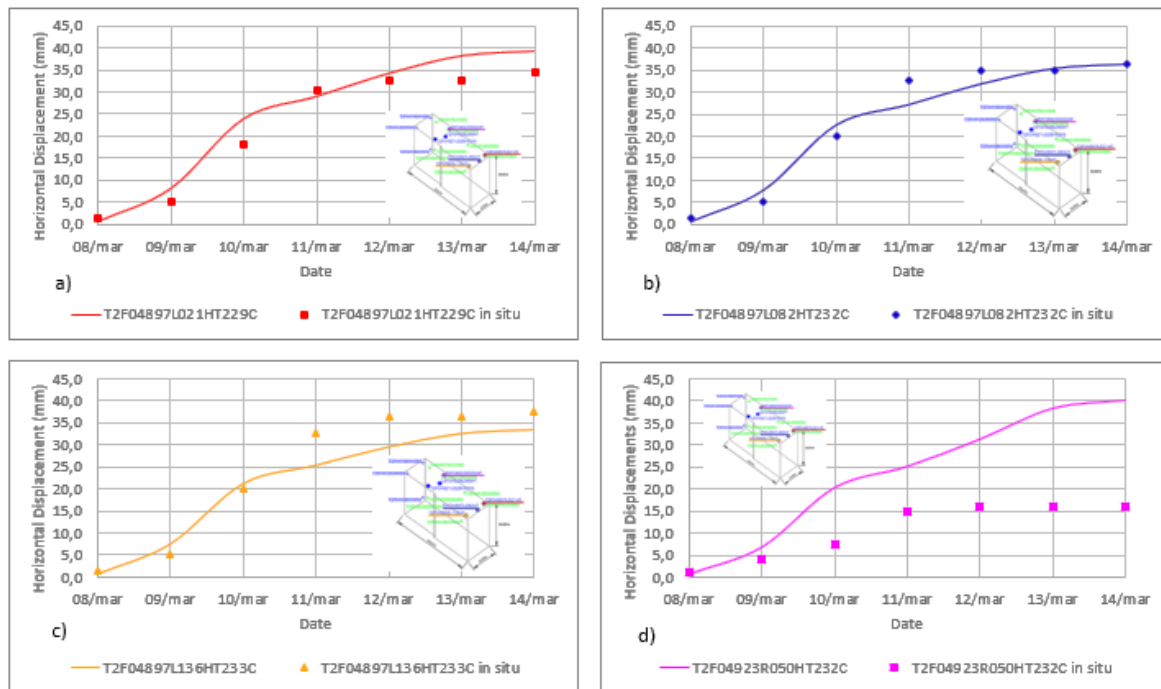 45,0
40,0
35,0
30,0
25,0
20,0
15,0
10,0
5,0
0,0
Horizontal Displacement (mm)
08/mar 09/mar 10/mar 11/mar 12/mar 13/mar 14/mar
Date
a)
T2F04897L021HT229C T2F04897L021HT229C in situ
45,0
40,0
35,0
30,0
25,0
20,0
15,0
10,0
5,0
0,0
Horizontal Displacement (mm)
08/mar 09/mar 10/mar 11/mar 12/mar 13/mar 14/mar
Date
b)
T2F04897L082HT232C T2F04897L082HT232C in situ
45,0
40,0
35,0
30,0
25,0
20,0
15,0
10,0
5,0
0,0
Horizontal Displacement (mm)
08/mar 09/mar 10/mar 11/mar 12/mar 13/mar 14/mar
Date
c)
T2F04897L136HT233C T2F04897L136HT233C in situ
45,0
40,0
35,0
30,0
25,0
20,0
15,0
10,0
5,0
0,0
Horizontal Displacements (mm)
08/mar 09/mar 10/mar 11/mar 12/mar 13/mar 14/mar
Date
d)
T2F04923R050HT232C T2F04923R050HT232C in situ